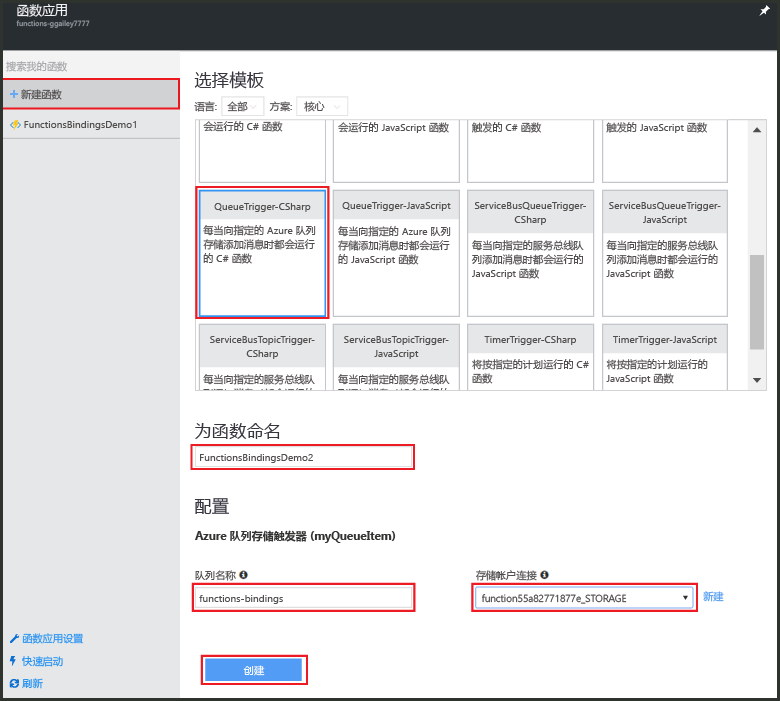 函数应用
functions-ggailey7777
搜索我的函数
+ 新建函数
FunctionsBindingsDemo1
选择模板
语言: 全部 方案: 核心
会运行的 C# 函数
会运行的 JavaScript 函数
触发的 C# 函数
触发的 JavaScript 函数
QueueTrigger-CSharp
每当向指定的 Azure 队列
存储添加消息时都会运行
的 C# 函数
QueueTrigger-JavaScript
每当向指定的 Azure 队列
存储添加消息时都会运行
的 JavaScript 函数
ServiceBusQueueTrigger-
CSharp
每当向指定的服务总线队
列添加消息时都会运行的
JavaScript 函数
ServiceBusQueueTrigger-
JavaScript
每当向指定的服务总线队
列添加消息时都会运行的
JavaScript 函数
ServiceBusTopicTrigger-
CSharp
每当向指定的服务总线队
ServiceBusTopicTrigger-
JavaScript
每当向指定的服务总线队
TimerTrigger-CSharp
将按指定的计划运行的 C#
函数
TimerTrigger-JavaScript
将按指定的计划运行的
JavaScript 函数
为函数命名
FunctionsBindingsDemo2
配置
Azure 队列存储触发器 (myQueueItem)
队列名称
functions-bindings
存储帐户连接
function55a82771877e_STORAGE
新建
创建
函数应用设置
快速启动
刷新